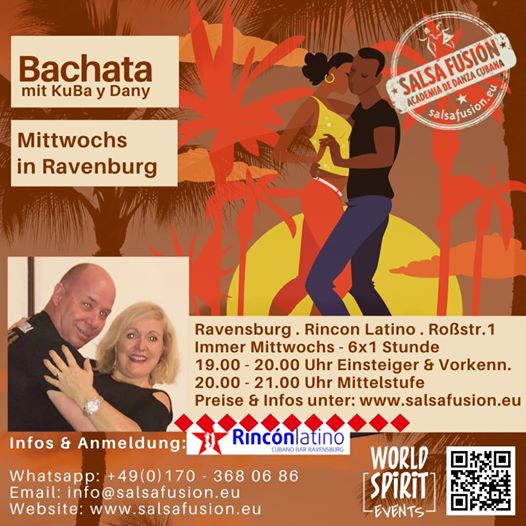 Bachata
mit KuBa y Dany
Mittwochs
in Ravenburg
SALSA FUSIÓN
ACADEMIA DE DANZA CUBANA
salsafusion.eu
Ravensburg . Rincon Latino . Roßstr.1
Immer Mittwochs - 6x1 Stunde
19.00 - 20.00 Uhr Einsteiger & Vorkenn.
20.00 - 21.00 Uhr Mittelstufe
Preise & Infos unter: www.salsafusion.eu
Infos & Anmeldung:
Rincónlatino
CUBANO BAR RAVENSBURG
Whatsapp: +49(0)170 - 368 06 86
Email: info@salsafusion.eu
Website: www.salsafusion.eu
WORLD
SPIRIT
EVENTS